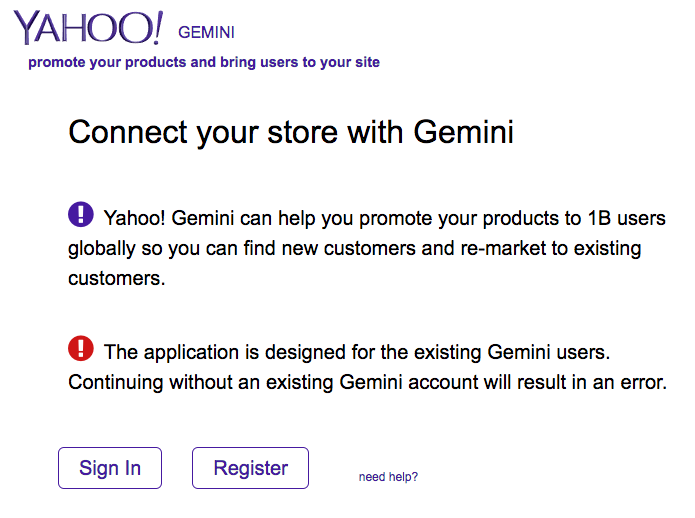 YAHOO! GEMINI
promote your products and bring users to your site
Connect your store with Gemini
Yahoo! Gemini can help you promote your products to 1B users
globally so you can find new customers and re-market to existing
customers.
The application is designed for the existing Gemini users.
Continuing without an existing Gemini account will result in an error.
Sign In Register need help?